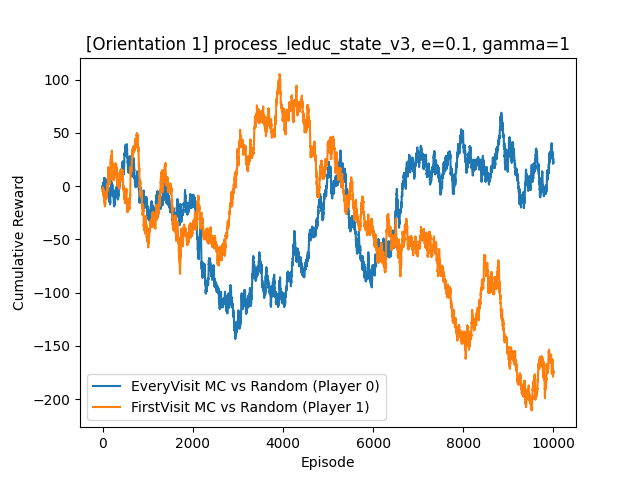 [Orientation 1] process_leduc_state_v3, e=0.1, gamma=1
100
50
0
−50
−100
−150
−200
Cumulative Reward
EveryVisit MC vs Random (Player 0)
FirstVisit MC vs Random (Player 1)
0 2000 4000 6000 8000 10000
Episode